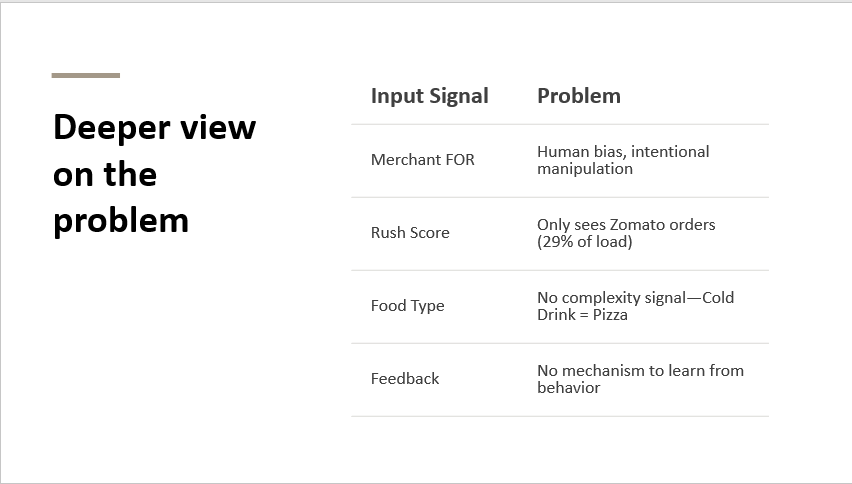 Deeper view
on the
problem
Input Signal
Problem
Merchant FOR
Human bias, intentional
manipulation
Rush Score
Only sees Zomato orders
(29% of load)
Food Type
No complexity signal—Cold
Drink = Pizza
Feedback
No mechanism to learn from
behavior